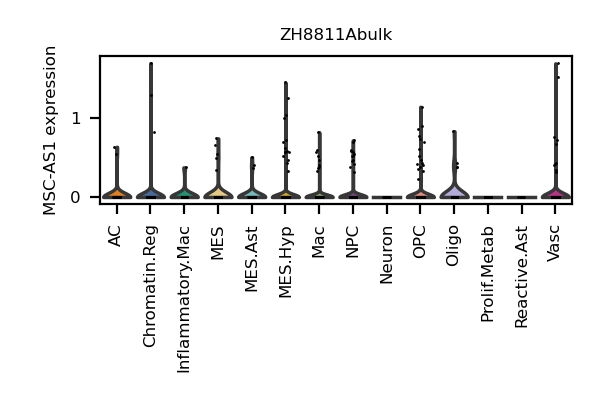 ZH8811Abulk
MSC-AS1 expression
1
0
AC
Chromatin.Reg
Inflammatory.Mac
MES
MES.Ast
MES.Hyp
Mac
NPC
Neuron
OPC
Oligo
Prolif.Metab
Reactive.Ast
Vasc